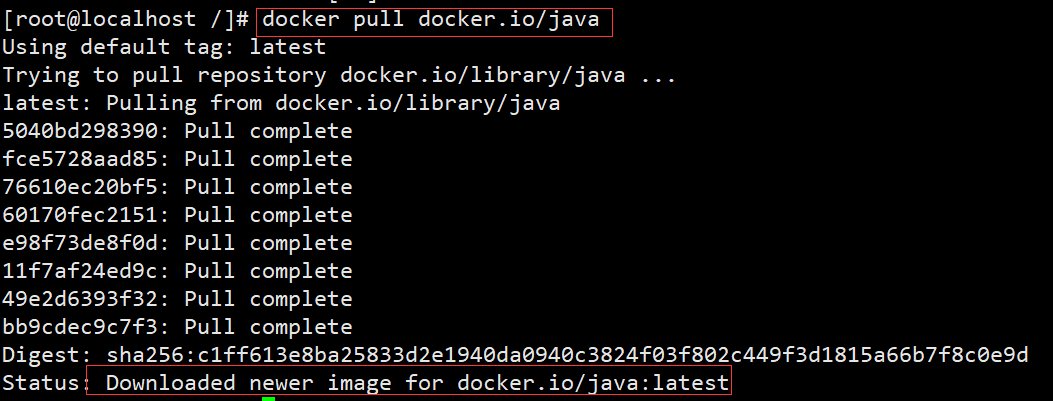 [root@localhost /]# docker pull docker.io/java
Using default tag: latest
Trying to pull repository docker.io/library/java ...
latest: Pulling from docker.io/library/java
5040bd298390: Pull complete
fce5728aad85: Pull complete
76610ec20bf5: Pull complete
60170fec2151: Pull complete
e98f73de8f0d: Pull complete
11f7af24ed9c: Pull complete
49e2d6393f32: Pull complete
bb9cdec9c7f3: Pull complete
Digest: sha256:c1ff613e8ba25833d2e1940da0940c3824f03f802c449f3d1815a66b7f8c0e9d
Status: Downloaded newer image for docker.io/java:latest